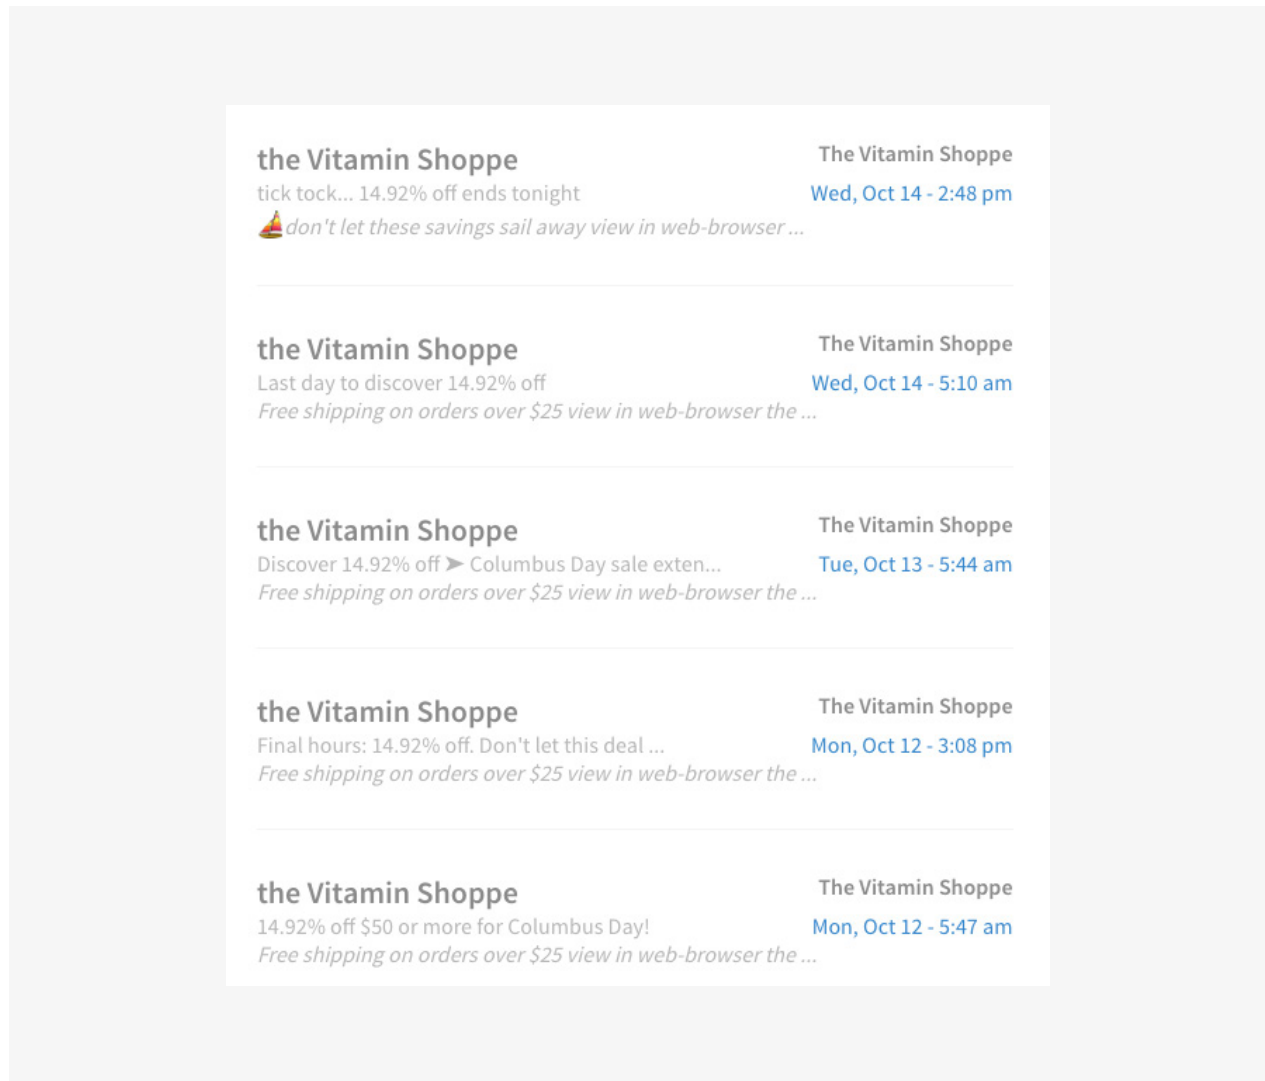 the Vitamin Shoppe The Vitamin Shoppe
tick tock... 14.92% off ends tonight Wed, Oct 14 - 2:48 pm
⛵don't let these savings sail away view in web-browser ...
the Vitamin Shoppe The Vitamin Shoppe
Last day to discover 14.92% off Wed, Oct 14 - 5:10 am
Free shipping on orders over $25 view in web-browser the ...
the Vitamin Shoppe The Vitamin Shoppe
Discover 14.92% off ➤ Columbus Day sale exten... Tue, Oct 13 - 5:44 am
Free shipping on orders over $25 view in web-browser the ...
the Vitamin Shoppe The Vitamin Shoppe
Final hours: 14.92% off. Don't let this deal ... Mon, Oct 12 - 3:08 pm
Free shipping on orders over $25 view in web-browser the ...
the Vitamin Shoppe The Vitamin Shoppe
14.92% off $50 or more for Columbus Day! Mon, Oct 12 - 5:47 am
Free shipping on orders over $25 view in web-browser the ...